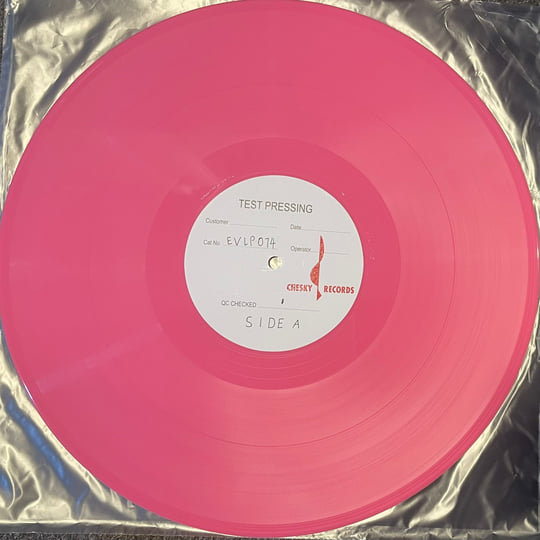 TEST PRESSING
Customer Date
Cat No EVLP074 Operator
CHESKY RECORDS
QC CHECKED
SIDE A